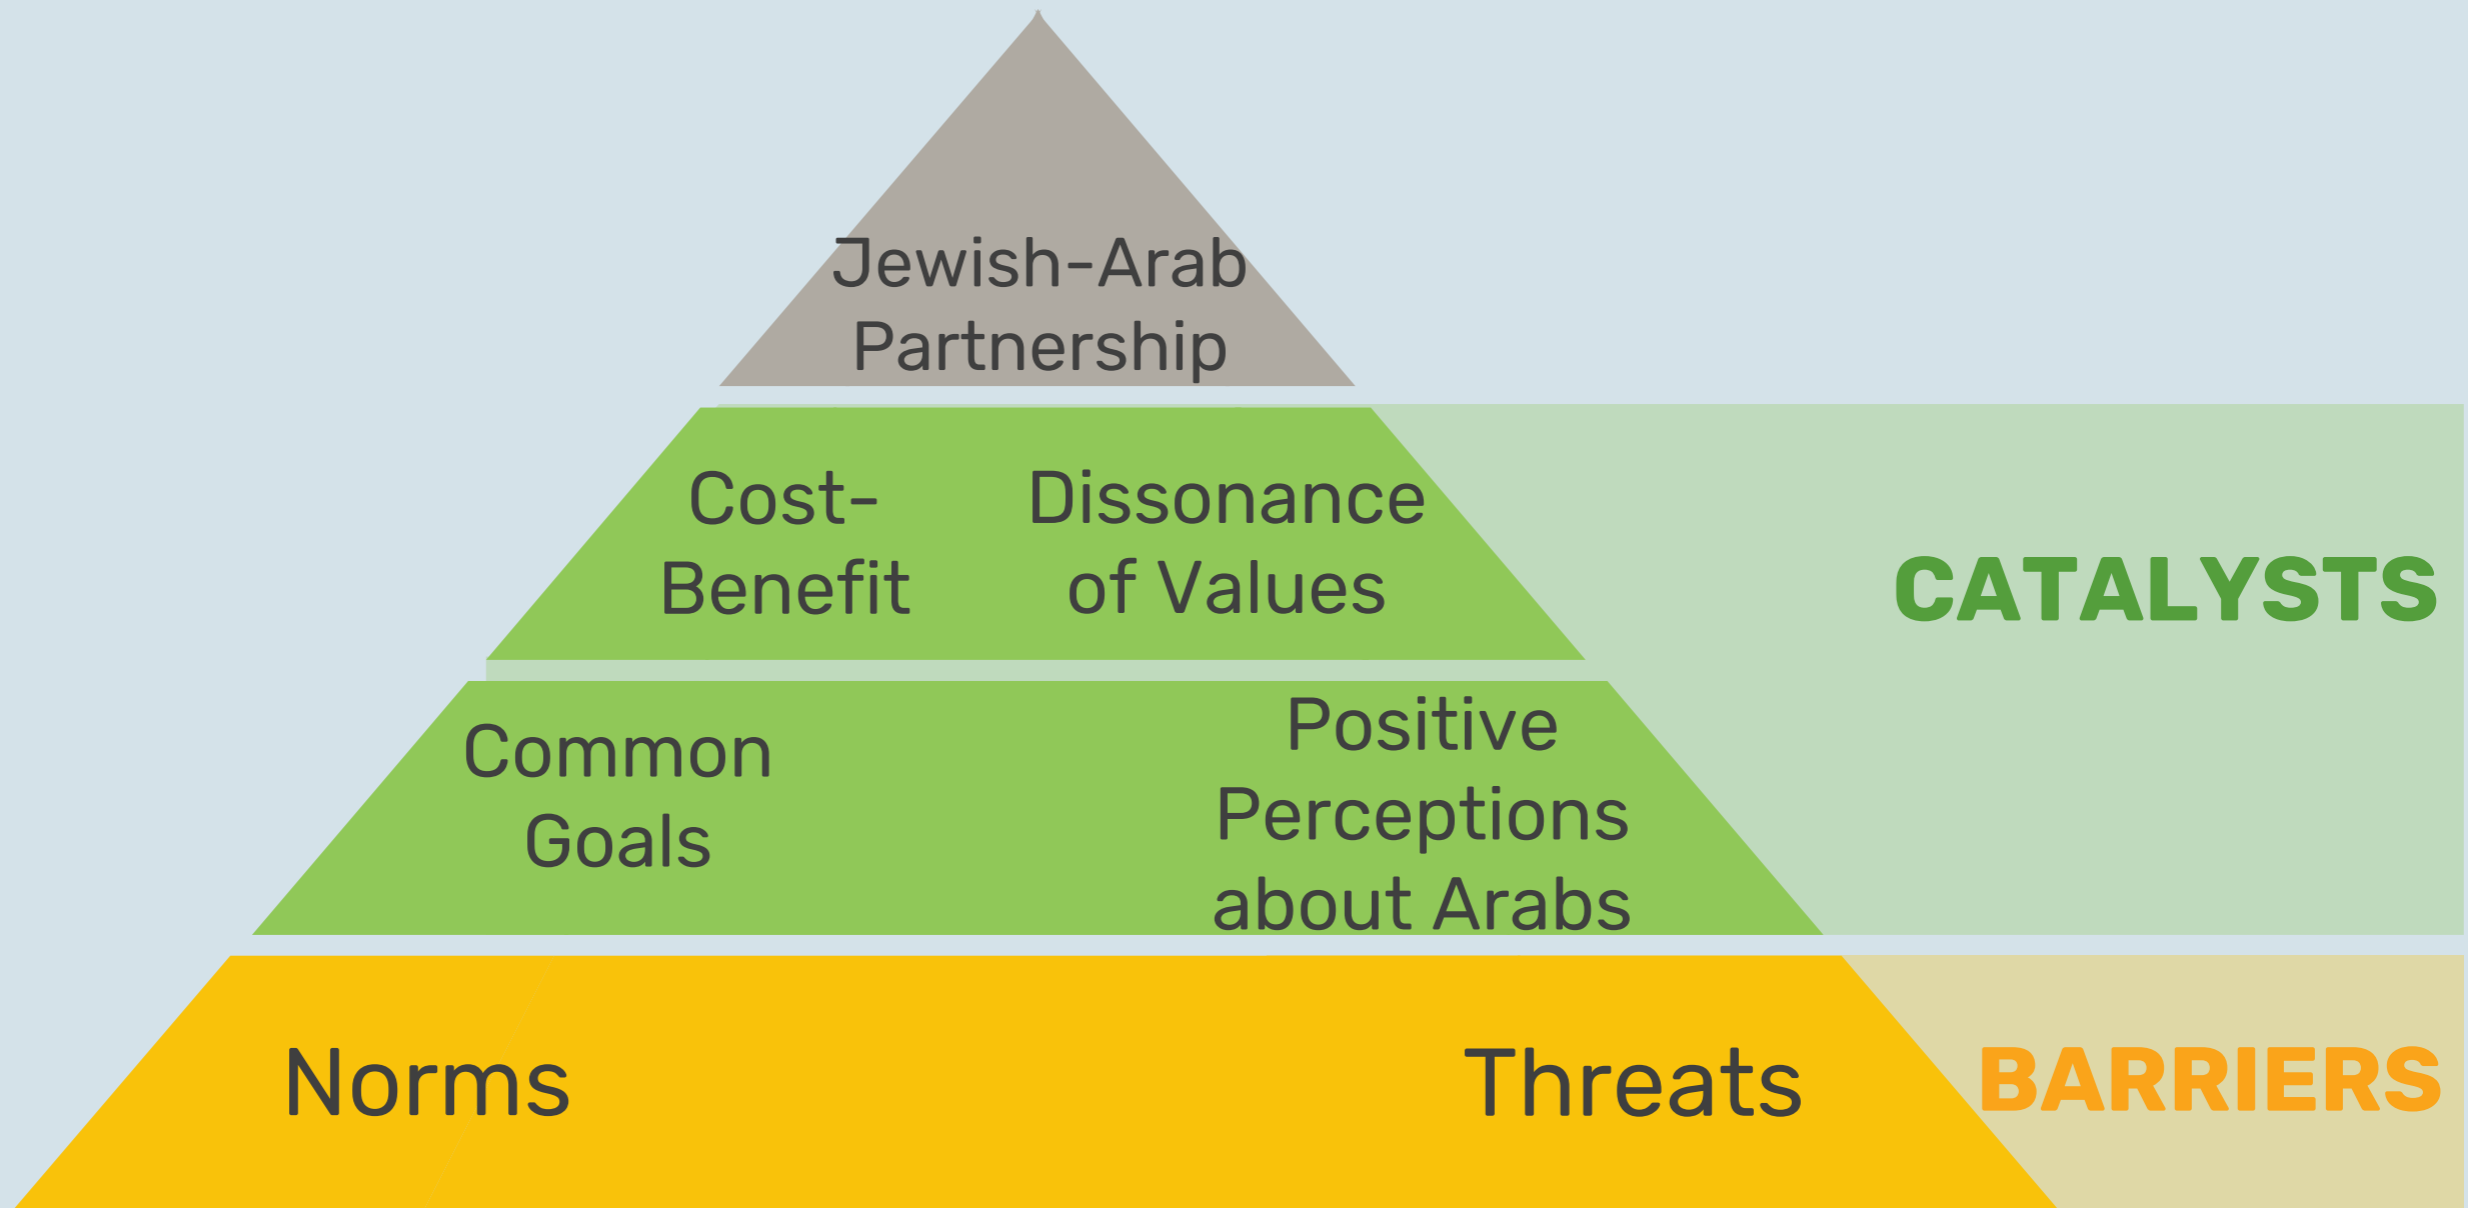 Jewish-Arab
Partnership
Cost-
Benefit
Dissonance
of Values
CATALYSTS
Common
Goals
Positive
Perceptions
about Arabs
Norms
Threats
BARRIERS